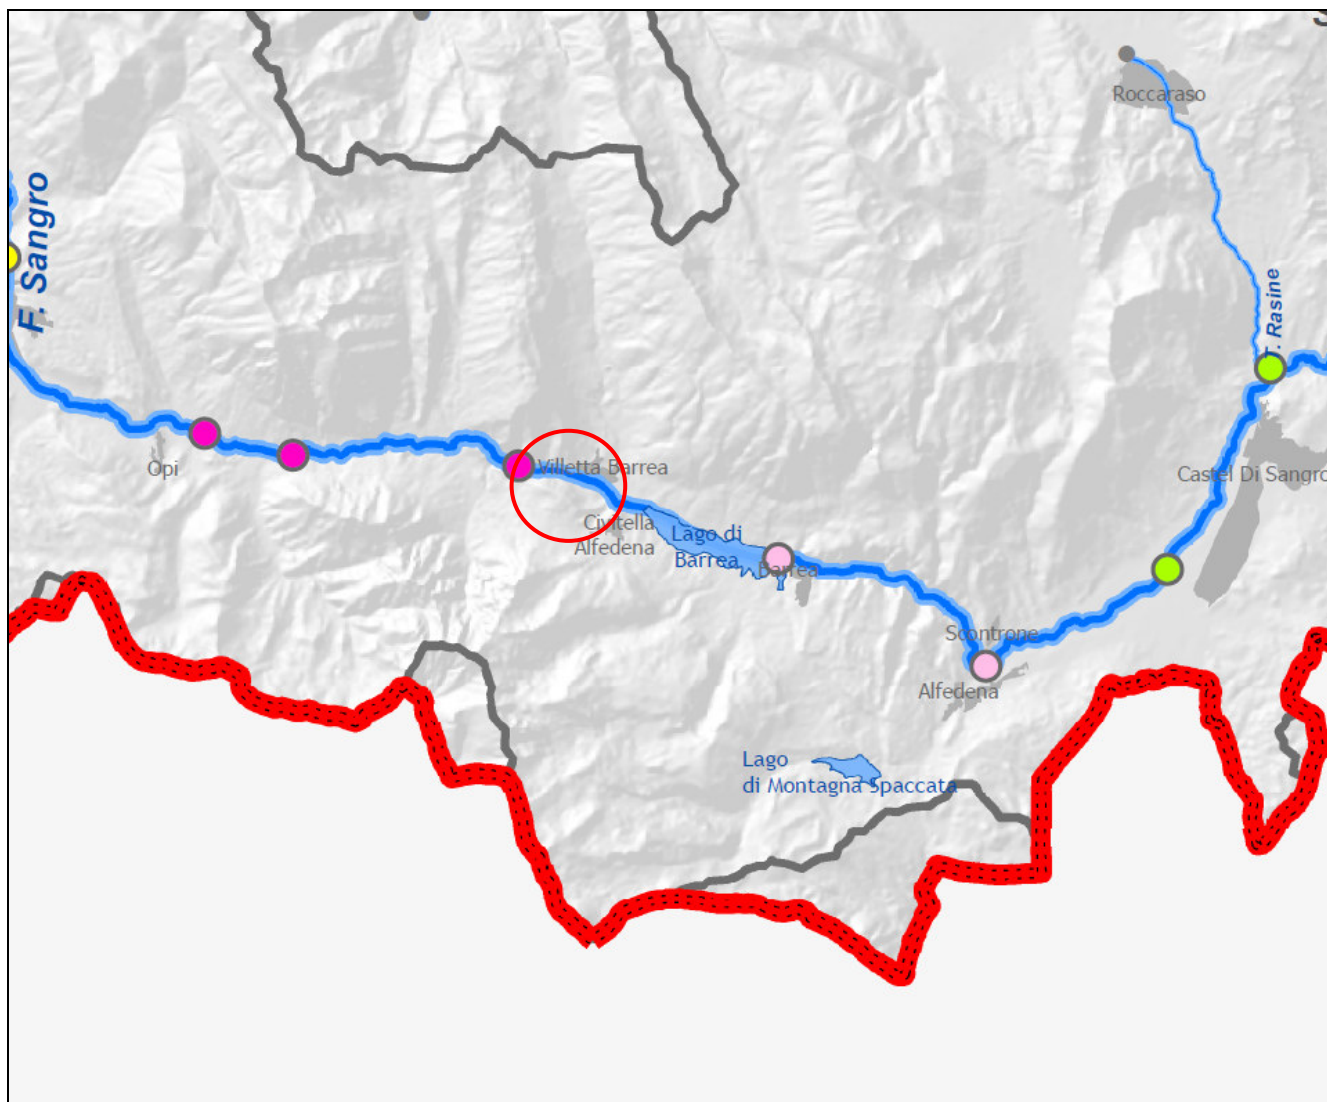 Roccaraso
F. Sangro
T. Rasine
Opi
Villetta Barrea
Castel Di Sangro
Civitella
Alfedena
Lago di
Barrea
Barrea
Scontrone
Alfedena
Lago
di Montagna Spaccata